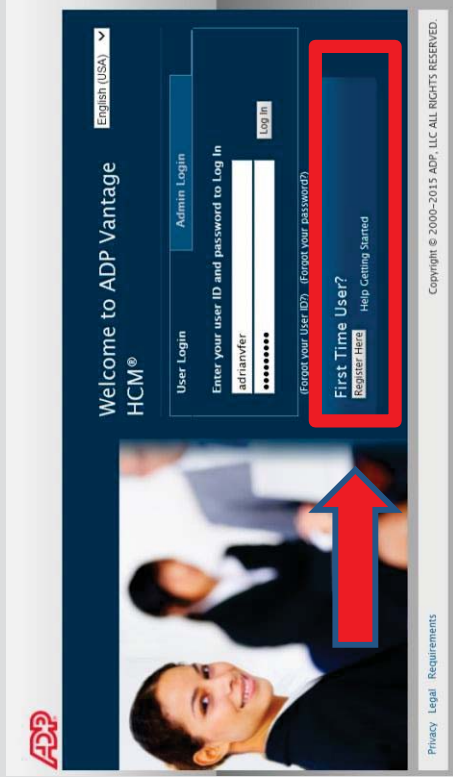 ADP
English (USA)
Welcome to ADP Vantage
HCM®
User Login
Admin Login
Enter your user ID and password to Log In
adrianvfer
•••••••••
Log In
(Forgot your User ID?) (Forgot your password?)
First Time User?
Register Here Help Getting Started
Privacy Legal Requirements
Copyright © 2000-2015 ADP, LLC ALL RIGHTS RESERVED.